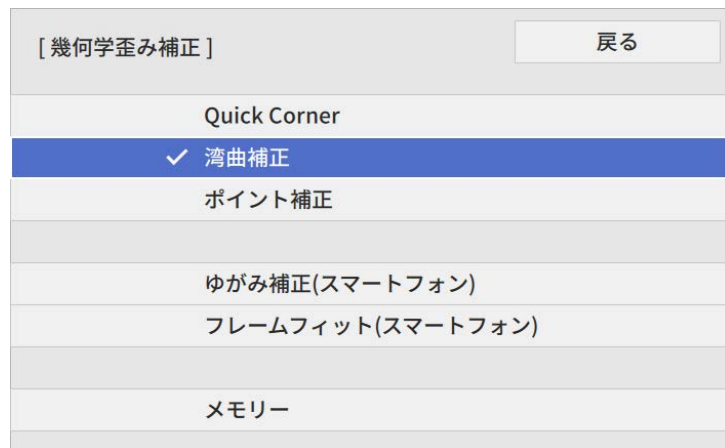 [ 幾何学歪み補正 ]
戻る
Quick Corner
湾曲補正
ポイント補正
ゆがみ補正(スマートフォン)
フレームフィット(スマートフォン)
メモリー